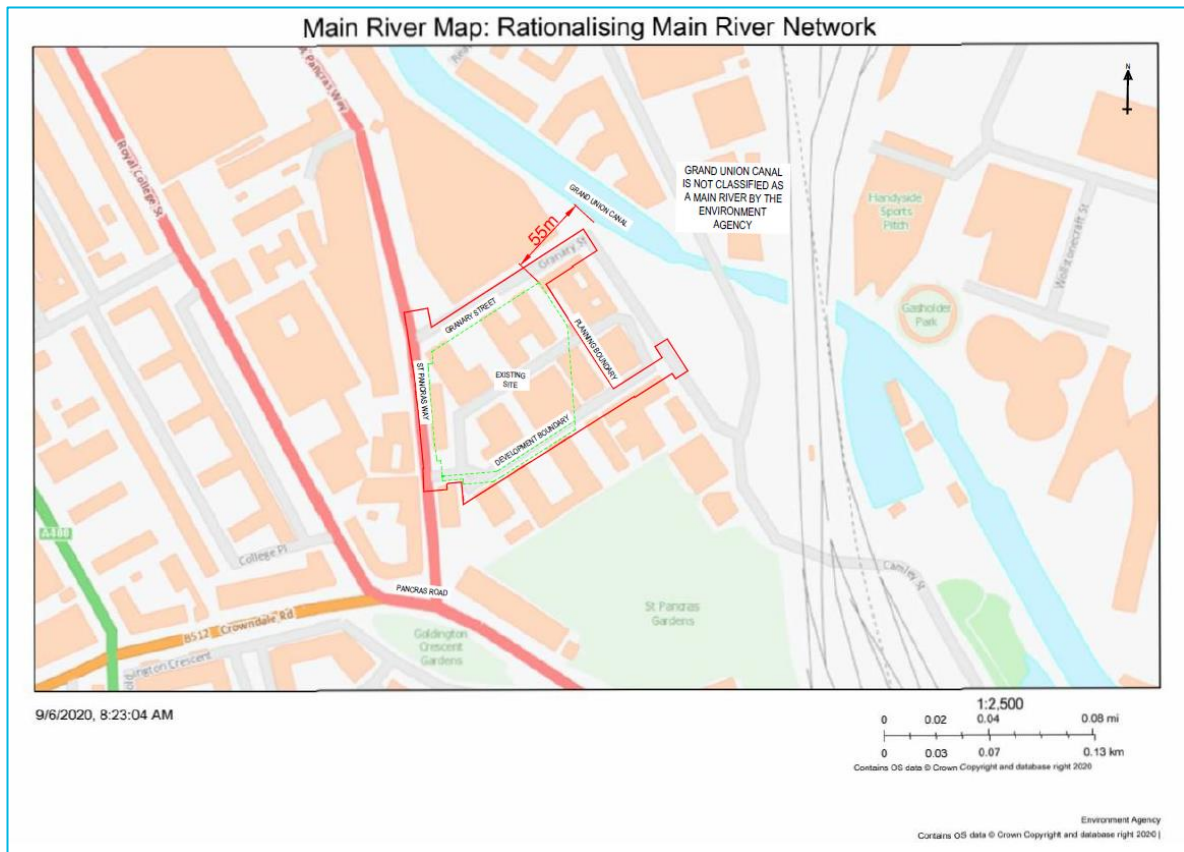 Main River Map: Rationalising Main River Network
N
Pancras Way
Royal College St
GRAND UNION CANAL
IS NOT CLASSIFIED AS
A MAIN RIVER BY THE
ENVIRONMENT
AGENCY
GRAND UNION CANAL
Handyside
Sports
Pitch
Wollstonecraft St
55m
Granary St
Gasholder
Park
GRANARY STREET
PLANNING BOUNDARY
ST PANCRAS WAY
EXISTING
SITE
DEVELOPMENT BOUNDARY
A400
College Pl
Camley St
PANCRAS ROAD
St Pancras
Gardens
B512 Crowndale Rd
Goldington
Crescent
Gardens
ington Crescent
9/6/2020, 8:23:04 AM
1:2,500
0 0.02 0.04 0.08 mi
0 0.03 0.07 0.13 km
Contains OS data © Crown Copyright and database right 2020
Environment Agency
Contains OS data © Crown Copyright and database right 2020 |